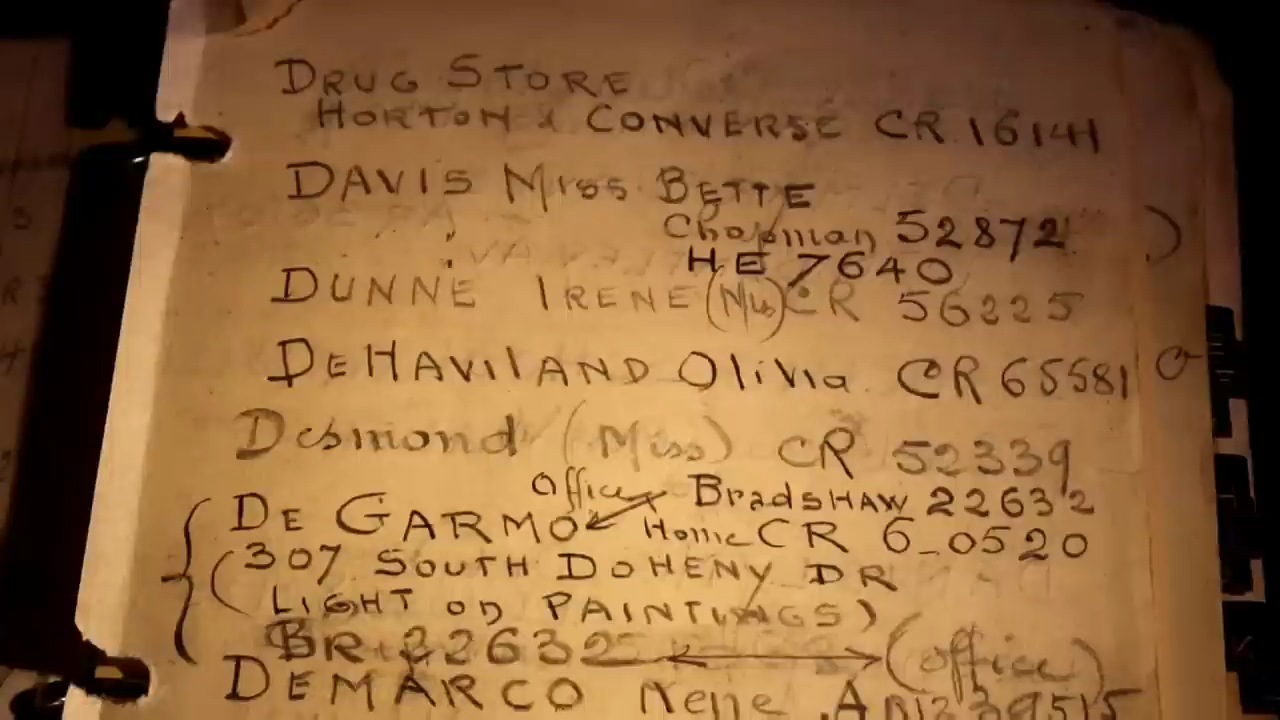 DRUG STORE
HORTON & CONVERSE CR 16141
DAVIS Miss BETTE
Chapman 52872 )
HE 7640
DUNNE IRENE CR 56225
DEHAVILAND Olivia CR 65581
Desmond (Miss) CR 52339
Office Bradshaw 22632
DE GARMO Home CR 6-0520
(307 SOUTH DOHENY DR
LIGHT on PAINTINGS)
BR 22632 (office)
DEMARCO